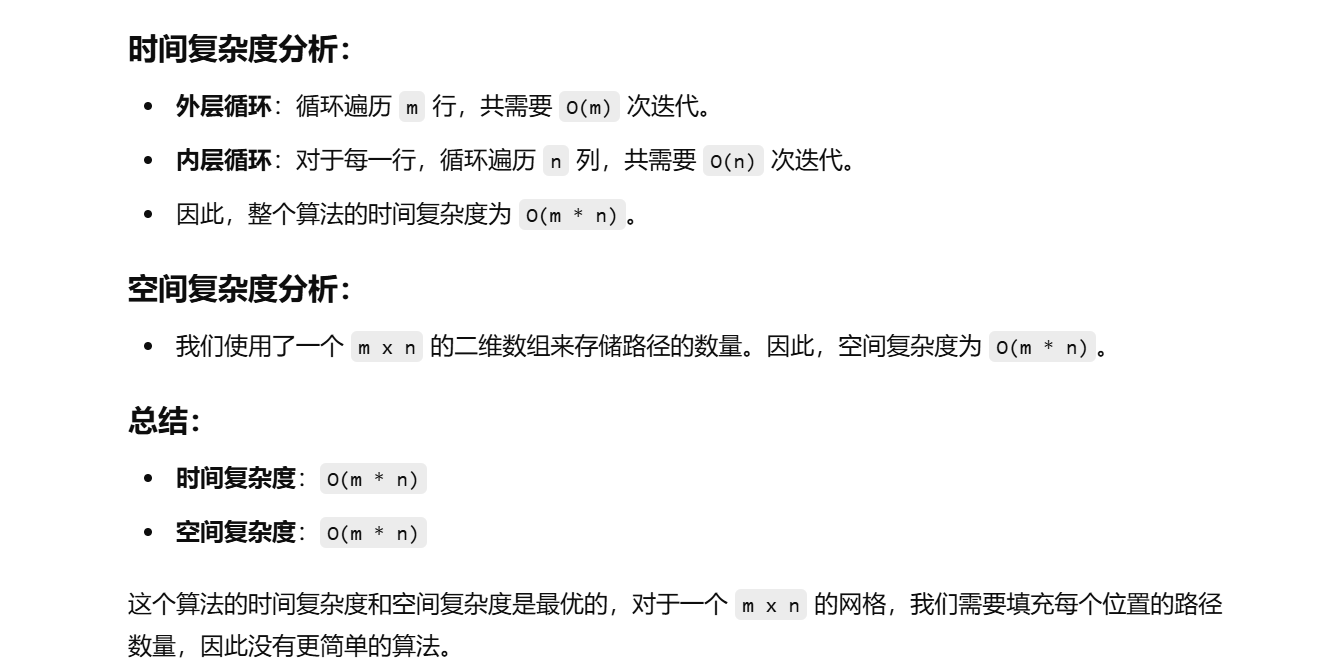 时间复杂度分析：
• 外层循环：循环遍历 m 行，共需要 O(m) 次迭代。
• 内层循环：对于每一行，循环遍历 n 列，共需要 O(n) 次迭代。
• 因此，整个算法的时间复杂度为 O(m * n)。
空间复杂度分析：
• 我们使用了一个 m x n 的二维数组来存储路径的数量。因此，空间复杂度为 O(m * n)。
总结：
• 时间复杂度：O(m * n)
• 空间复杂度：O(m * n)
这个算法的时间复杂度和空间复杂度是最优的，对于一个 m x n 的网格，我们需要填充每个位置的路径
数量，因此没有更简单的算法。